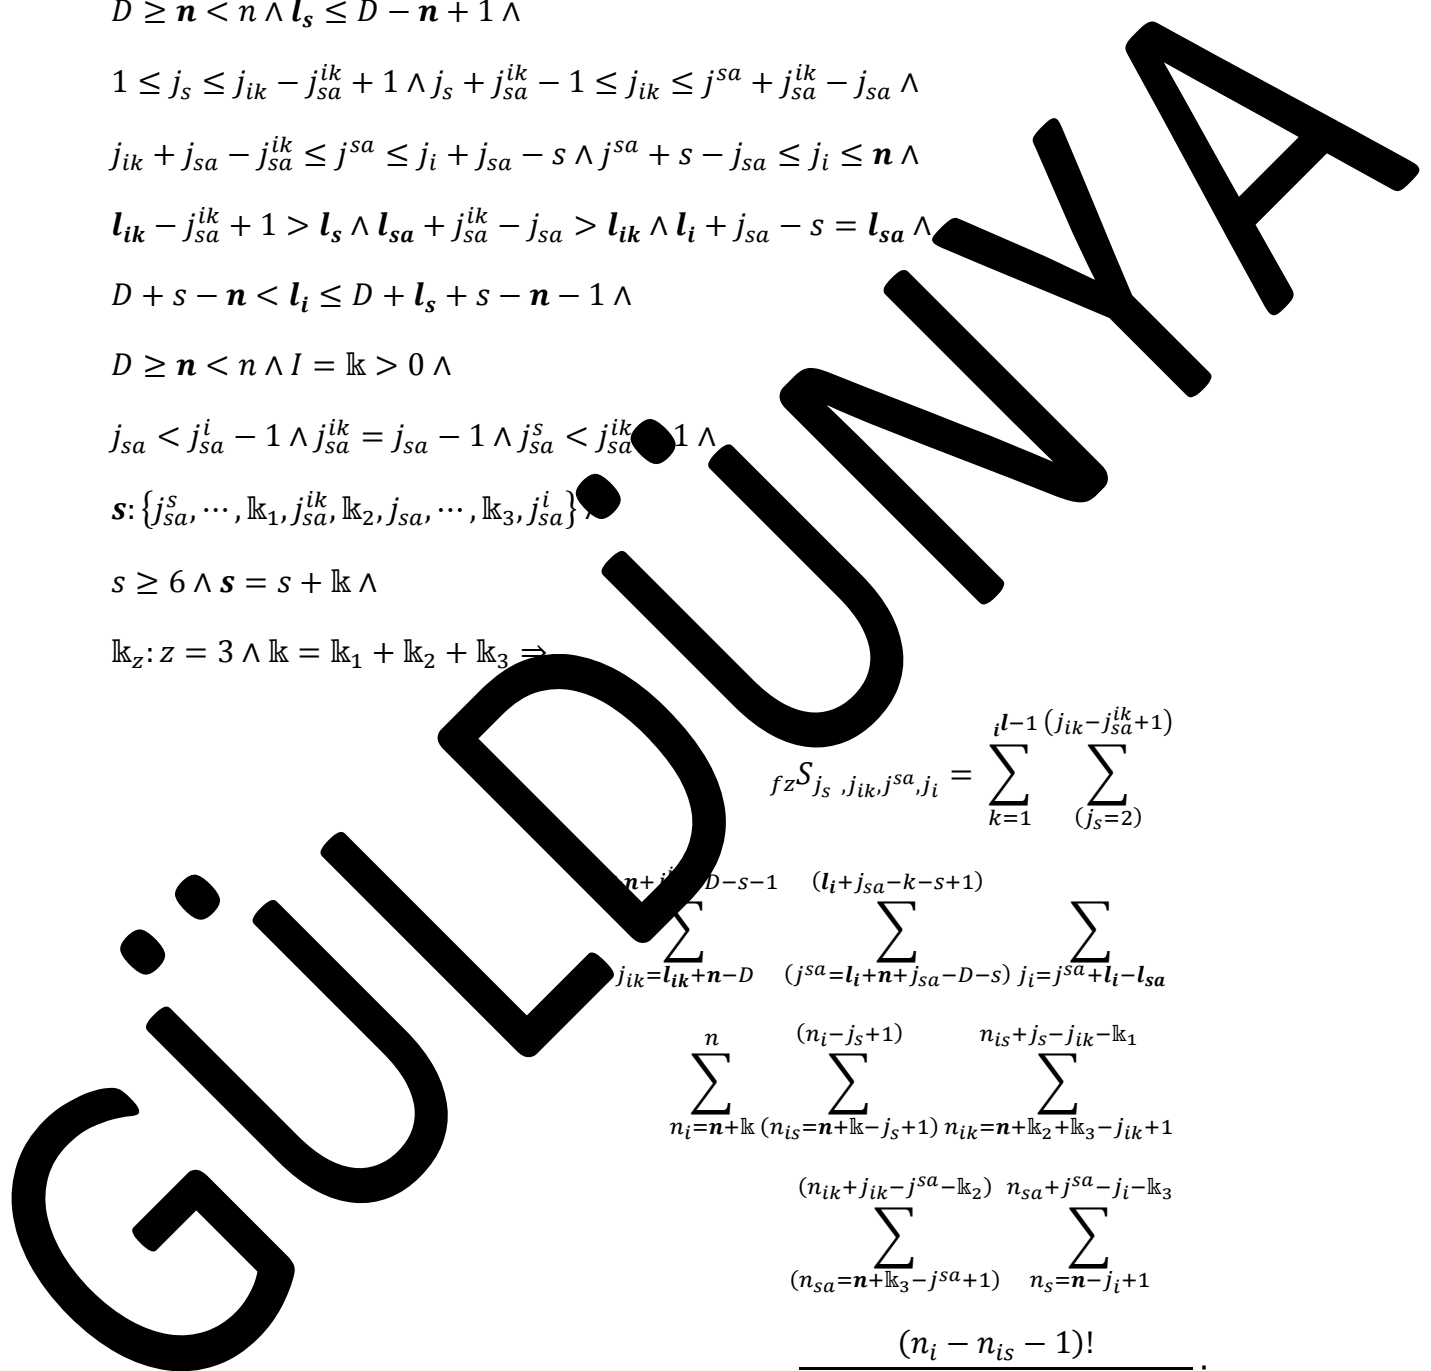 D ≥ n < n ∧ l_s ≤ D − n + 1 ∧
1 ≤ j_s ≤ j_{ik} − j_{sa}^{ik} + 1 ∧ j_s + j_{sa}^{ik} − 1 ≤ j_{ik} ≤ j^{sa} + j_{sa}^{ik} − j_{sa} ∧
j_{ik} + j_{sa} − j_{sa}^{ik} ≤ j^{sa} ≤ j_i + j_{sa} − s ∧ j^{sa} + s − j_{sa} ≤ j_i ≤ n ∧
l_{ik} − j_{sa}^{ik} + 1 > l_s ∧ l_{sa} + j_{sa}^{ik} − j_{sa} > l_{ik} ∧ l_i + j_{sa} − s = l_{sa} ∧
D + s − n < l_i ≤ D + l_s + s − n − 1 ∧
D ≥ n < n ∧ I = 𝕜 > 0 ∧
j_{sa} < j_{sa}^i − 1 ∧ j_{sa}^{ik} = j_{sa} − 1 ∧ j_{sa}^s < j_{sa}^{ik} 1 ∧
s: {j_{sa}^s, ⋯, 𝕜_1, j_{sa}^{ik}, 𝕜_2, j_{sa}, ⋯, 𝕜_3, j_{sa}^i}
s ≥ 6 ∧ s = s + 𝕜 ∧
𝕜_z: z = 3 ∧ 𝕜 = 𝕜_1 + 𝕜_2 + 𝕜_3 ⇒
_{fz}S_{j_s ,j_{ik},j^{sa},j_i} = ∑_{k=1}^{_il−1} ∑_{(j_s=2)}^{(j_{ik}−j_{sa}^{ik}+1)}
∑_{j_{ik}=l_{ik}+n−D}^{n+ D−s−1} ∑_{(j^{sa}=l_i+n+j_{sa}−D−s)}^{(l_i+j_{sa}−k−s+1)} ∑_{j_i=j^{sa}+l_i−l_{sa}}
∑_{n_i=n+𝕜}^{n} ∑_{(n_{is}=n+𝕜−j_s+1)}^{(n_i−j_s+1)} ∑_{n_{ik}=n+𝕜_2+𝕜_3−j_{ik}+1}^{n_{is}+j_s−j_{ik}−𝕜_1}
∑_{(n_{sa}=n+𝕜_3−j^{sa}+1)}^{(n_{ik}+j_{ik}−j^{sa}−𝕜_2)} ∑_{n_s=n−j_i+1}^{n_{sa}+j^{sa}−j_i−𝕜_3}
(n_i − n_{is} − 1)! .
GÜLDÜNYA